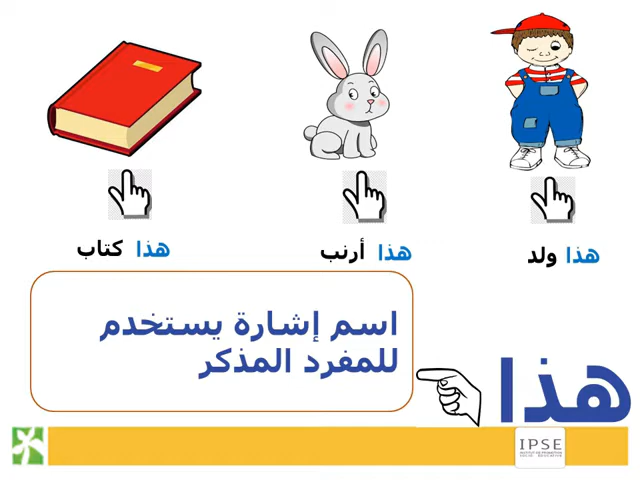 هذا ولد
هذا أرنب
هذا كتاب
اسم إشارة يستخدم
للمفرد المذكر
هذا
IPSE